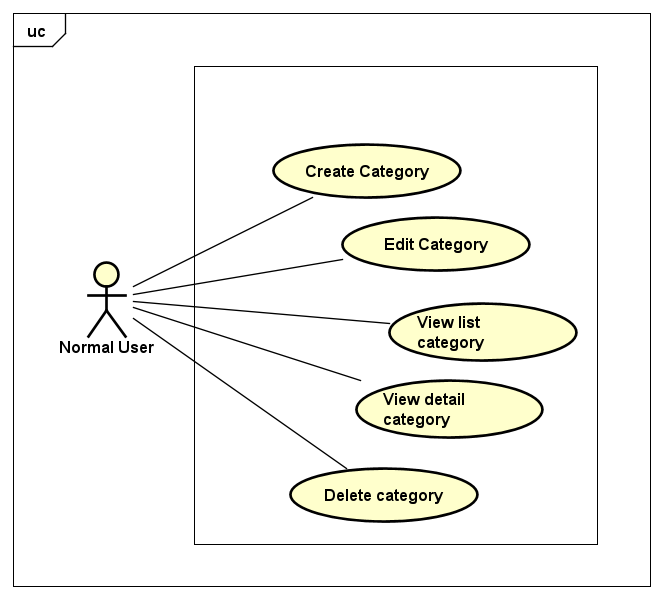 uc
Create Category
Edit Category
Normal User
View list
category
View detail
category
Delete category